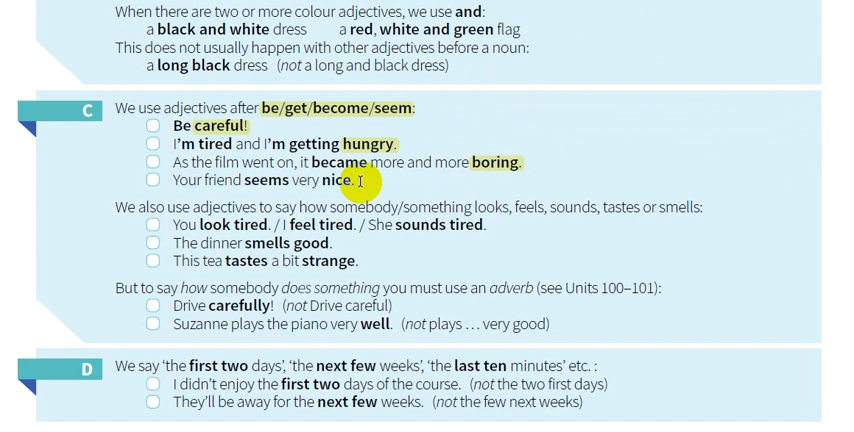 When there are two or more colour adjectives, we use and:
a black and white dress a red, white and green flag
This does not usually happen with other adjectives before a noun:
a long black dress (not a long and black dress)
C
We use adjectives after be/get/become/seem:
Be careful!
I'm tired and I'm getting hungry.
As the film went on, it became more and more boring.
Your friend seems very nice.
We also use adjectives to say how somebody/something looks, feels, sounds, tastes or smells:
You look tired. / I feel tired. / She sounds tired.
The dinner smells good.
This tea tastes a bit strange.
But to say how somebody does something you must use an adverb (see Units 100–101):
Drive carefully! (not Drive careful)
Suzanne plays the piano very well. (not plays … very good)
D
We say 'the first two days', 'the next few weeks', 'the last ten minutes' etc. :
I didn't enjoy the first two days of the course. (not the two first days)
They'll be away for the next few weeks. (not the few next weeks)